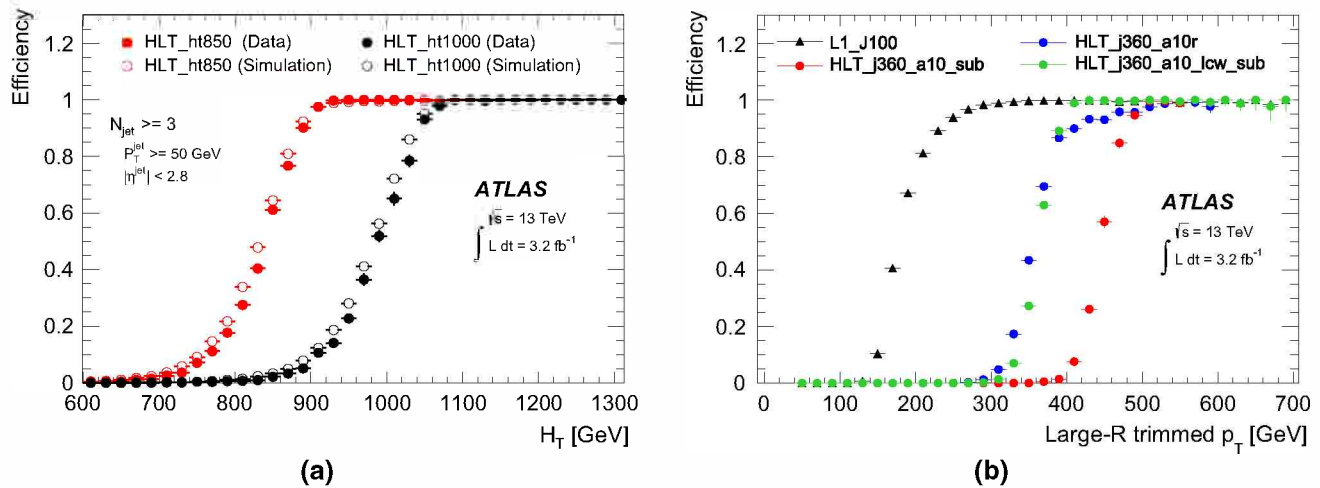 HLT_ht850 (Data)
HLT_ht1000 (Data)
HLT_ht850 (Simulation)
HLT_ht1000 (Simulation)
N_jet >= 3
P_T^jet >= 50 GeV
|η^jet| < 2.8
ATLAS
√s = 13 TeV
∫ L dt = 3.2 fb⁻¹
Efficiency
1.2
1
0.8
0.6
0.4
0.2
0
600 700 800 900 1000 1100 1200 1300
H_T [GeV]
(a)
L1_J100
HLT_j360_a10r
HLT_j360_a10_sub
HLT_j360_a10_lcw_sub
ATLAS
√s = 13 TeV
∫ L dt = 3.2 fb⁻¹
Efficiency
1.2
1
0.8
0.6
0.4
0.2
0
0 100 200 300 400 500 600 700
Large-R trimmed p_T [GeV]
(b)